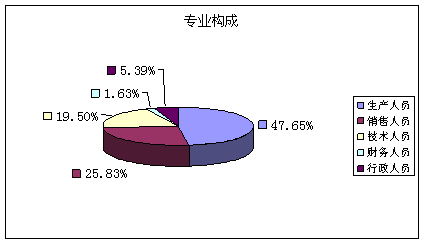 专业构成
5.39%
1.63%
19.50%
47.65%
25.83%
生产人员
销售人员
技术人员
财务人员
行政人员